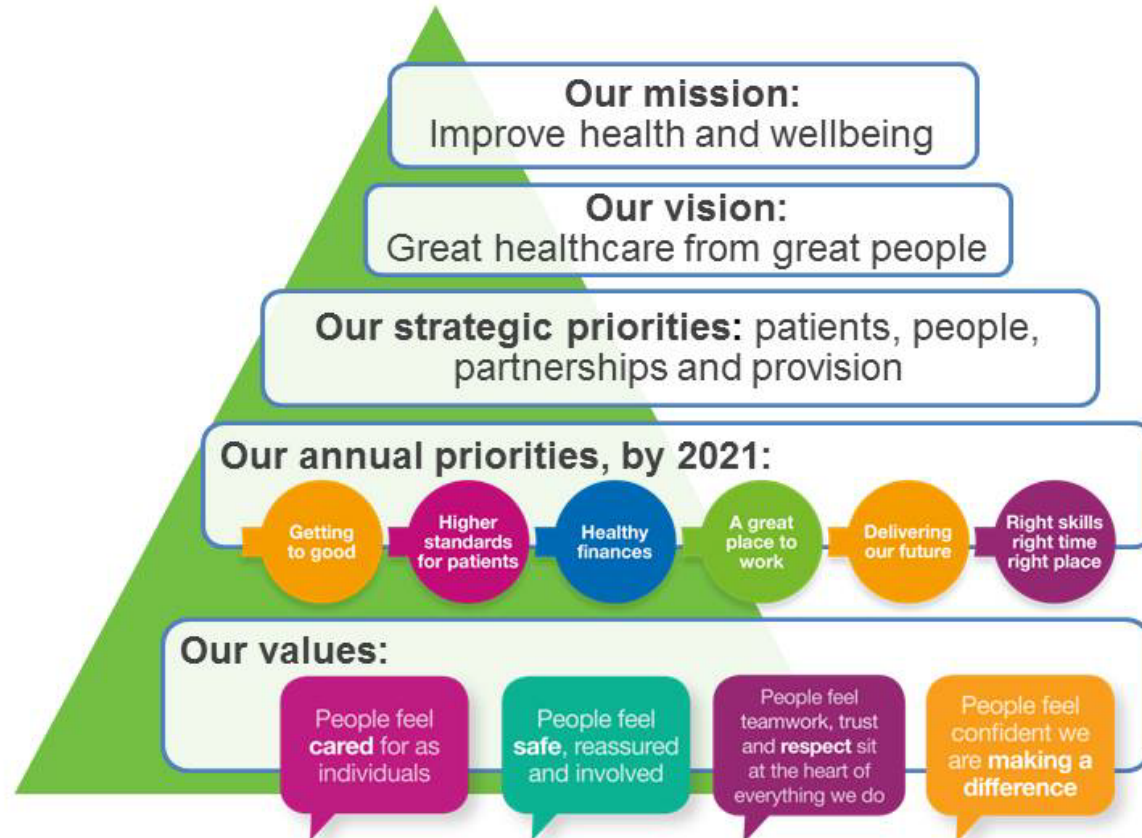 Our mission:
Improve health and wellbeing
Our vision:
Great healthcare from great people
Our strategic priorities: patients, people,
partnerships and provision
Our annual priorities, by 2021:
Getting
to good
Higher
standards
for patients
Healthy
finances
A great
place to
work
Delivering
our future
Right skills
right time
right place
Our values:
People feel
cared for as
individuals
People feel
safe, reassured
and involved
People feel
teamwork, trust
and respect sit
at the heart of
everything we do
People feel
confident we
are making a
difference